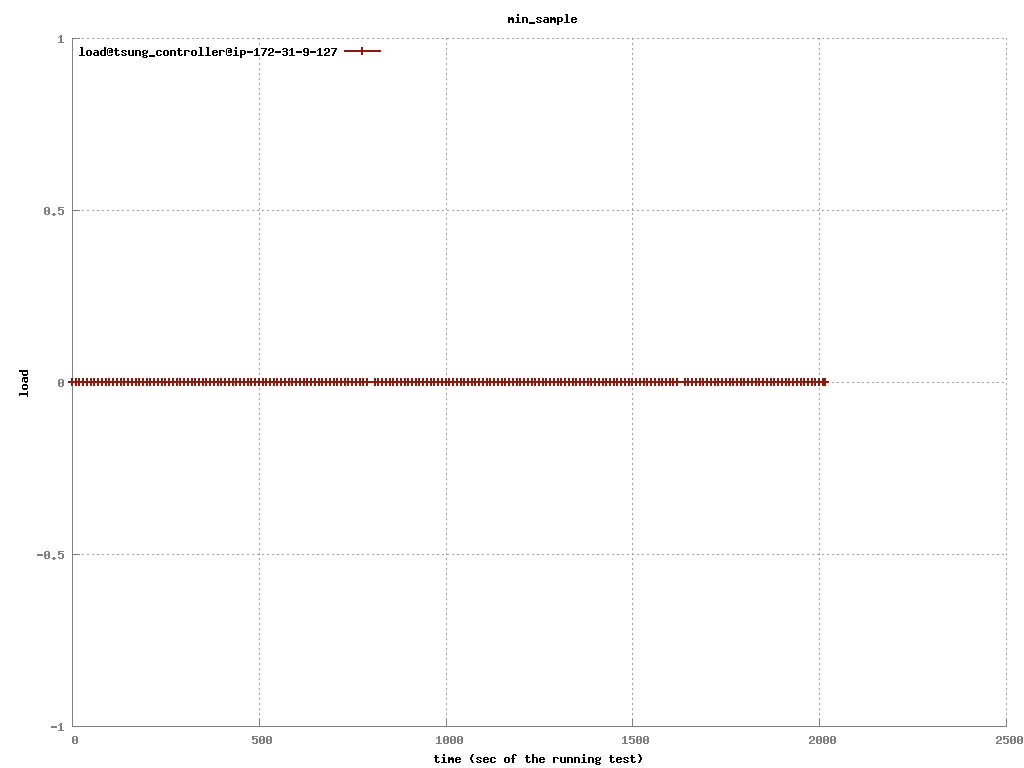 min_sample
load@tsung_controller@ip-172-31-9-127
1
0.5
0
-0.5
-1
load
0 500 1000 1500 2000 2500
time (sec of the running test)